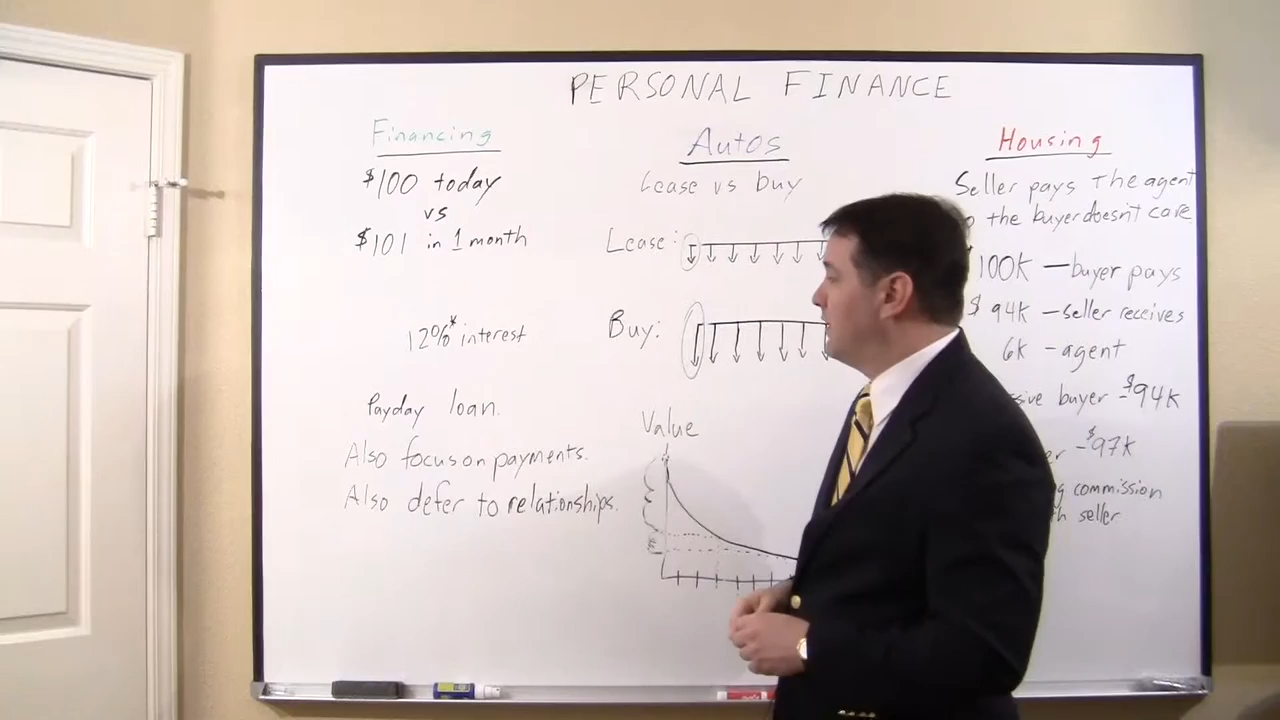 PERSONAL FINANCE
Financing
$100 today
vs
$101 in 1 month
12%* interest
Payday loan.
Also focus on payments.
Also defer to relationships.
Autos
Lease vs buy
Lease:
Buy:
Value
Housing
Seller pays the agent
the buyer doesn't care
100K — buyer pays
$94K — seller receives
6K - agent
buyer - $94K
- $97K
commission
seller